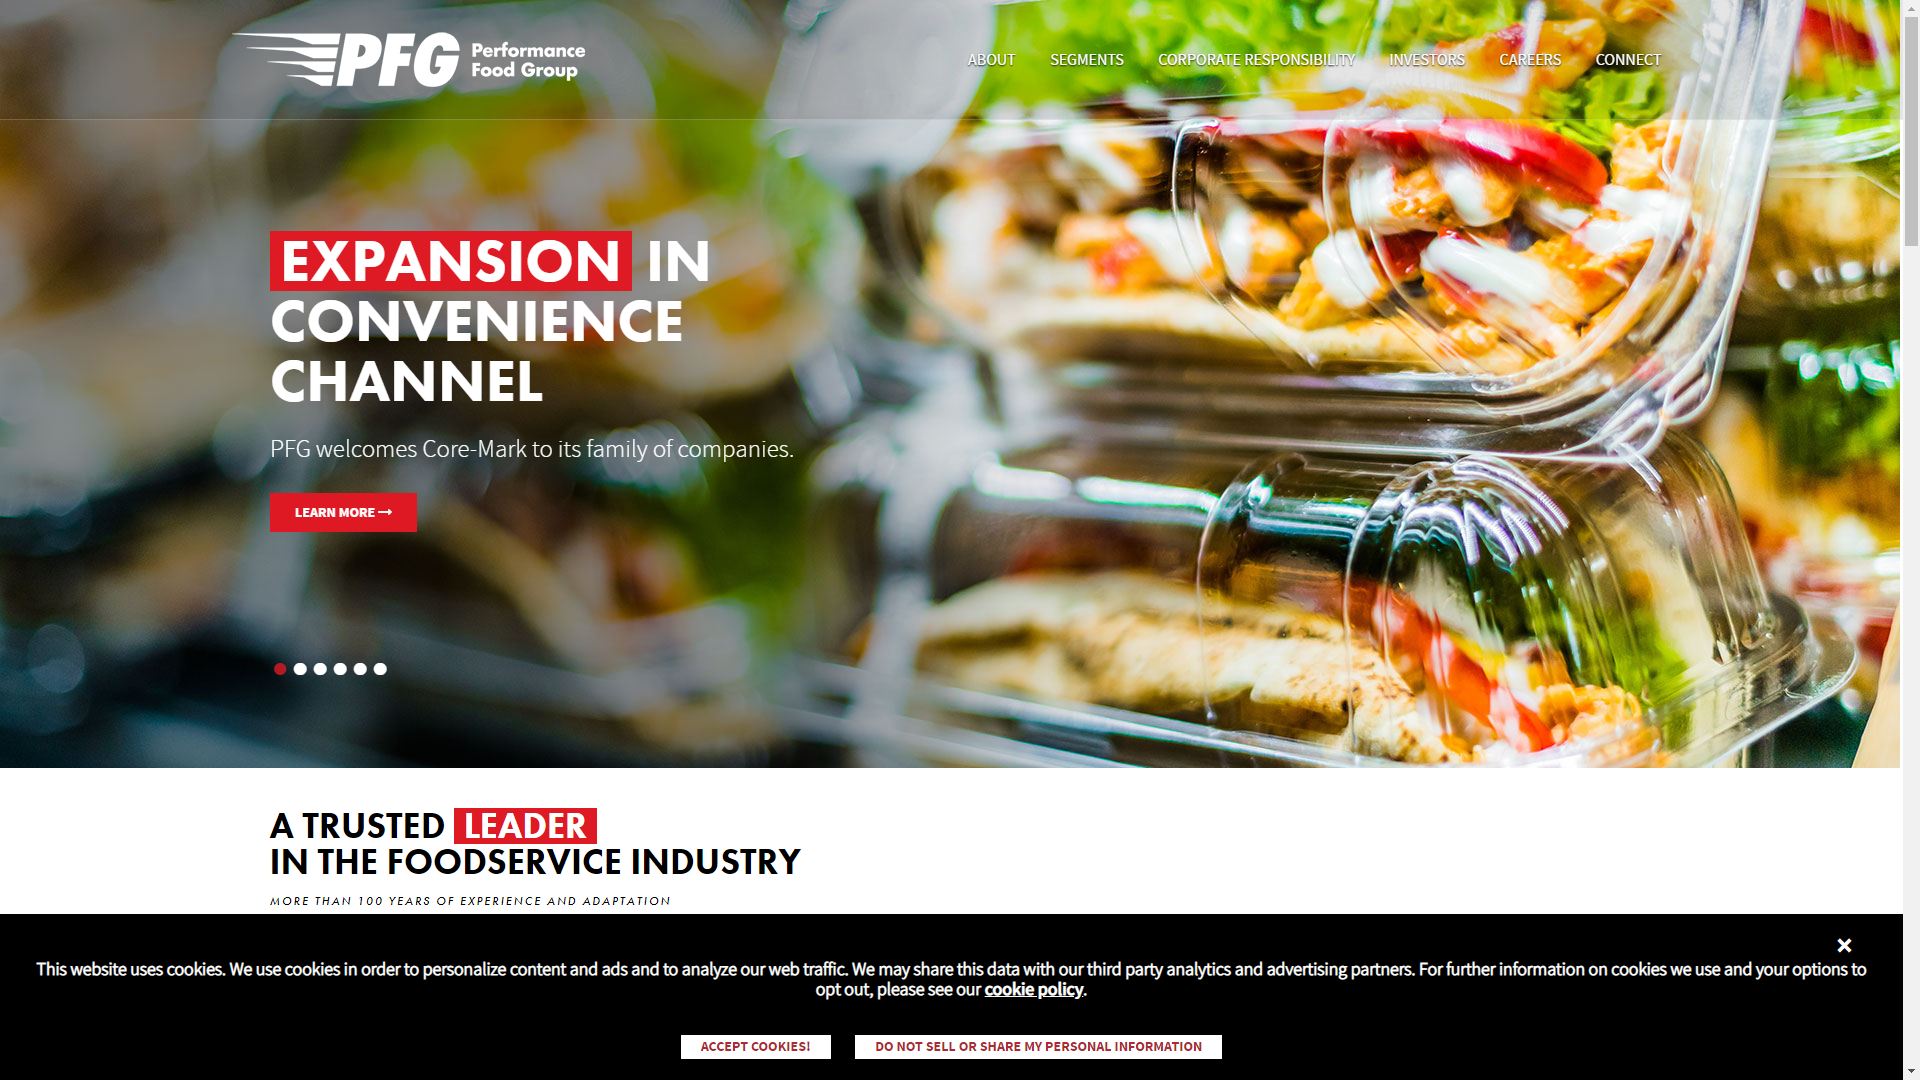 PFG Performance
Food Group
ABOUT SEGMENTS CORPORATE RESPONSIBILITY INVESTORS CAREERS CONNECT
EXPANSION IN
CONVENIENCE
CHANNEL
PFG welcomes Core-Mark to its family of companies.
LEARN MORE
A TRUSTED LEADER
IN THE FOODSERVICE INDUSTRY
MORE THAN 100 YEARS OF EXPERIENCE AND ADAPTATION
This website uses cookies. We use cookies in order to personalize content and ads and to analyze our web traffic. We may share this data with our third party analytics and advertising partners. For further information on cookies we use and your options to
opt out, please see our cookie policy.
ACCEPT COOKIES! DO NOT SELL OR SHARE MY PERSONAL INFORMATION